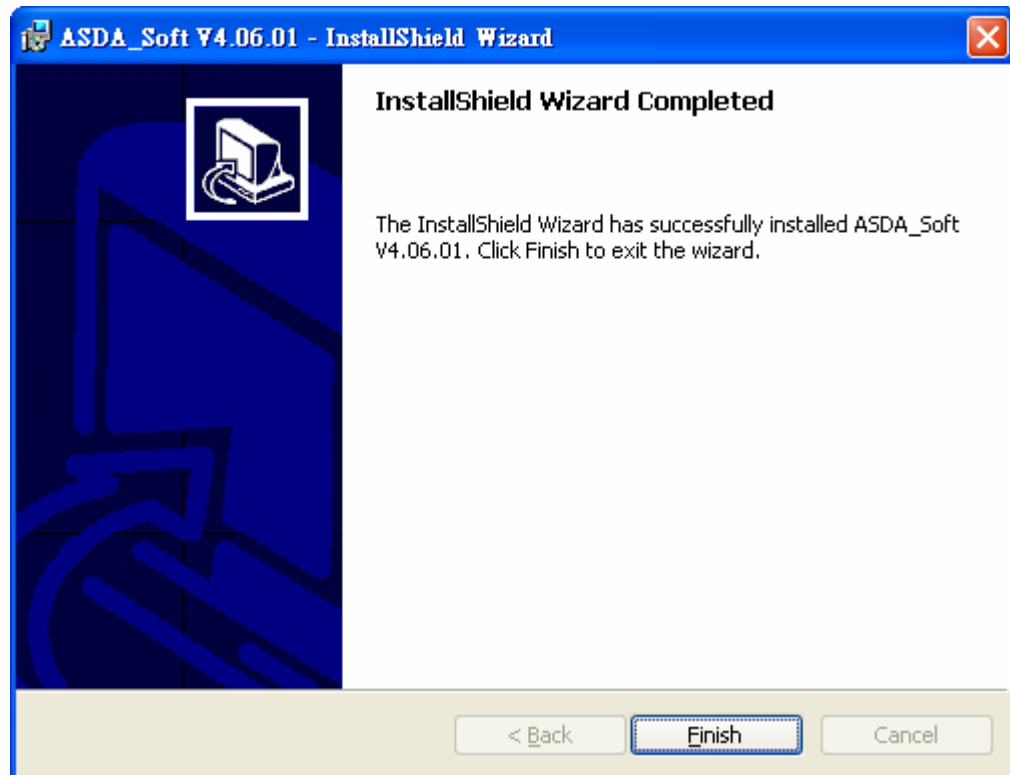 ASDA_Soft V4.06.01 - InstallShield Wizard
InstallShield Wizard Completed
The InstallShield Wizard has successfully installed ASDA_Soft
V4.06.01. Click Finish to exit the wizard.
< Back Finish Cancel